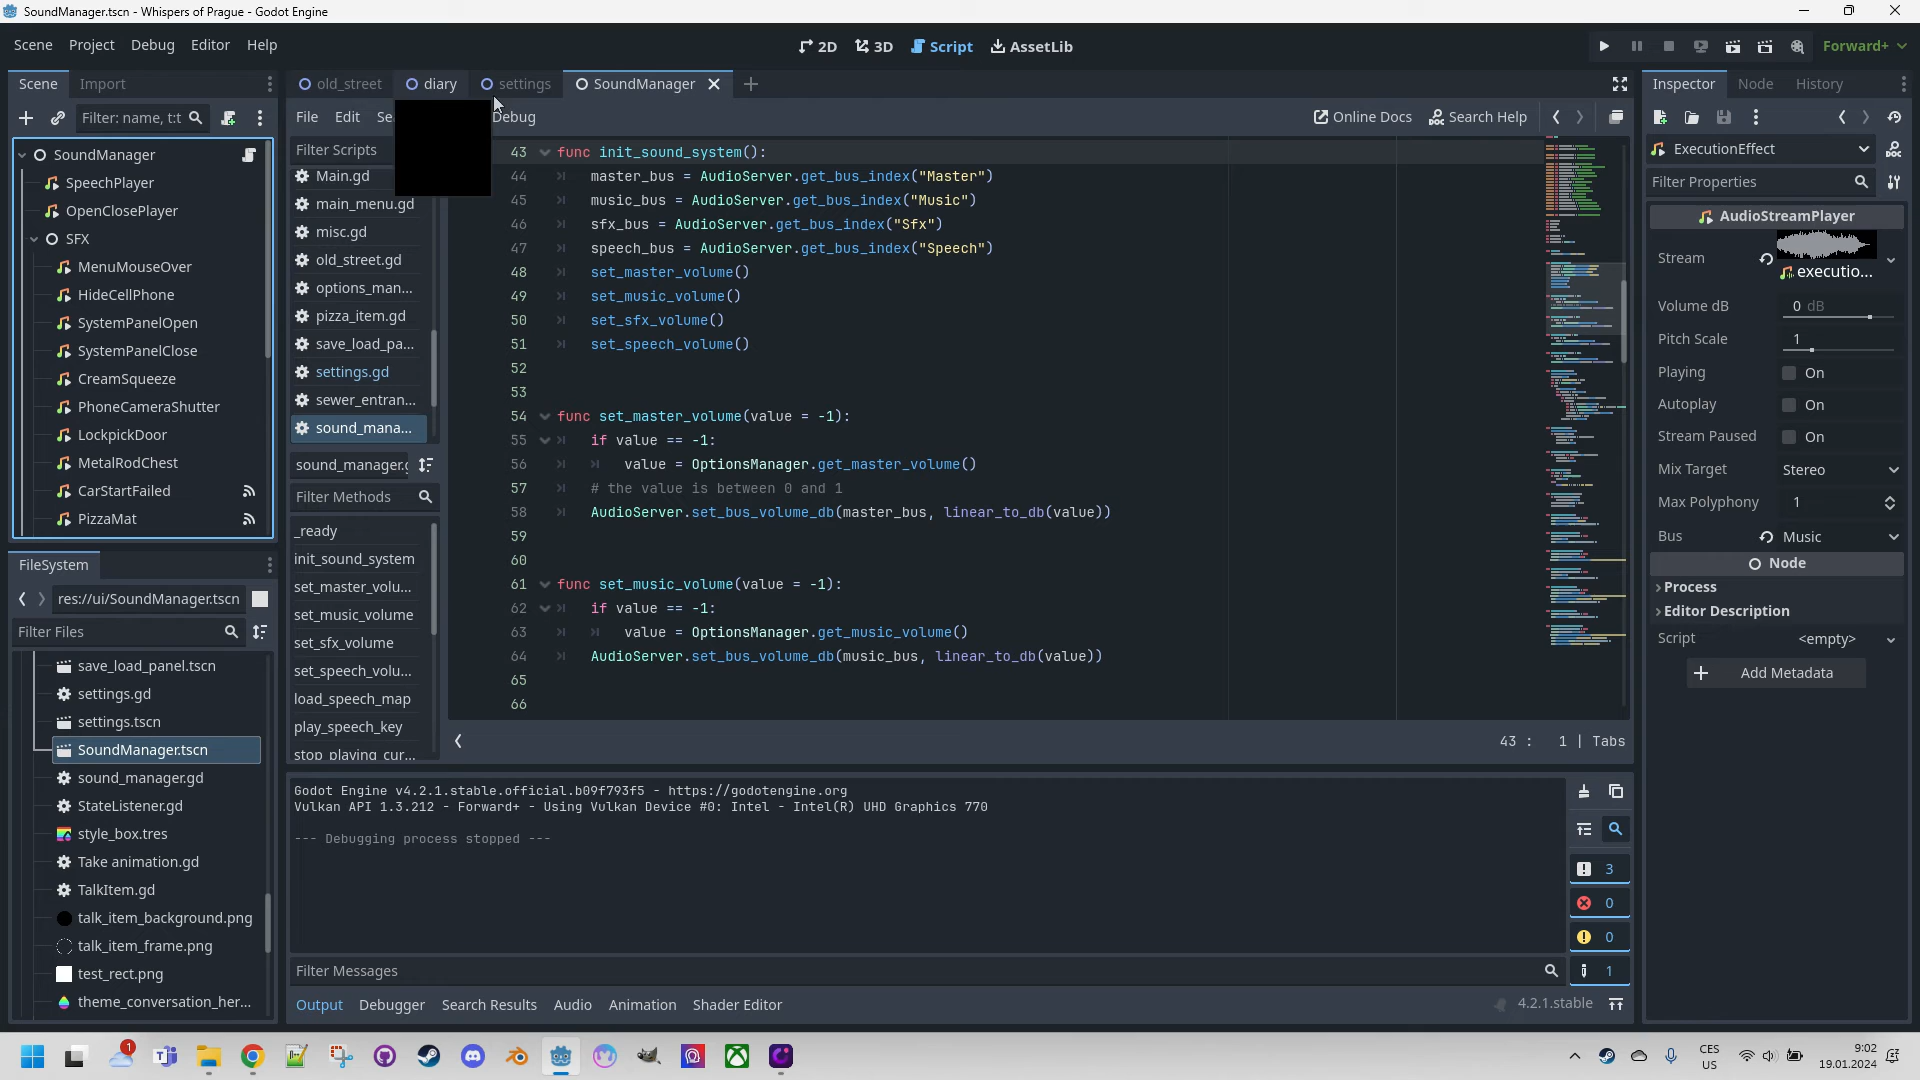 SoundManager.tscn - Whispers of Prague - Godot Engine
Scene Project Debug Editor Help
2D 3D Script AssetLib
Forward+
Scene Import
Filter: name, t:t
SoundManager
SpeechPlayer
OpenClosePlayer
SFX
MenuMouseOver
HideCellPhone
SystemPanelOpen
SystemPanelClose
CreamSqueeze
PhoneCameraShutter
LockpickDoor
MetalRodChest
CarStartFailed
PizzaMat
FileSystem
res://ui/SoundManager.tscn
Filter Files
save_load_panel.tscn
settings.gd
settings.tscn
SoundManager.tscn
sound_manager.gd
StateListener.gd
style_box.tres
Take animation.gd
TalkItem.gd
talk_item_background.png
talk_item_frame.png
test_rect.png
theme_conversation_her...
old_street diary settings SoundManager
File Edit Se Debug
Online Docs Search Help
Filter Scripts
Main.gd
main_menu.gd
misc.gd
old_street.gd
options_man...
pizza_item.gd
save_load_pa...
settings.gd
sewer_entran...
sound_mana...
sound_manager.g
Filter Methods
_ready
init_sound_system
set_master_volu...
set_music_volume
set_sfx_volume
set_speech_volu...
load_speech_map
play_speech_key
stop_playing_cur...
43 func init_sound_system():
44 master_bus = AudioServer.get_bus_index("Master")
45 music_bus = AudioServer.get_bus_index("Music")
46 sfx_bus = AudioServer.get_bus_index("Sfx")
47 speech_bus = AudioServer.get_bus_index("Speech")
48 set_master_volume()
49 set_music_volume()
50 set_sfx_volume()
51 set_speech_volume()
52
53
54 func set_master_volume(value = -1):
55 if value == -1:
56 value = OptionsManager.get_master_volume()
57 # the value is between 0 and 1
58 AudioServer.set_bus_volume_db(master_bus, linear_to_db(value))
59
60
61 func set_music_volume(value = -1):
62 if value == -1:
63 value = OptionsManager.get_music_volume()
64 AudioServer.set_bus_volume_db(music_bus, linear_to_db(value))
65
66
43 : 1 | Tabs
Godot Engine v4.2.1.stable.official.b09f793f5 - https://godotengine.org
Vulkan API 1.3.212 - Forward+ - Using Vulkan Device #0: Intel - Intel(R) UHD Graphics 770
--- Debugging process stopped ---
3
0
0
1
Filter Messages
Output Debugger Search Results Audio Animation Shader Editor
4.2.1.stable
Inspector Node History
ExecutionEffect
Filter Properties
AudioStreamPlayer
Stream
executio...
Volume dB 0 dB
Pitch Scale 1
Playing On
Autoplay On
Stream Paused On
Mix Target Stereo
Max Polyphony 1
Bus Music
Node
Process
Editor Description
Script <empty>
Add Metadata
1
CES
US
9:02
19.01.2024